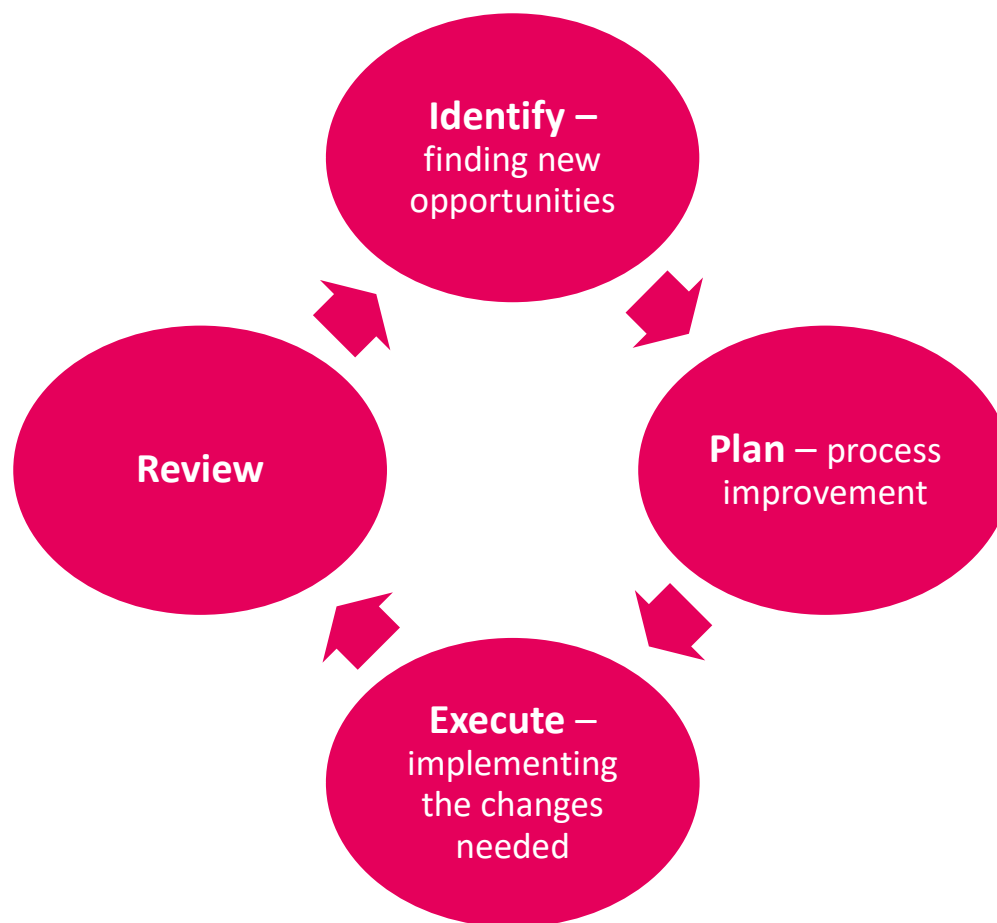 Identify –
finding new
opportunities
Plan – process
improvement
Execute –
implementing
the changes
needed
Review